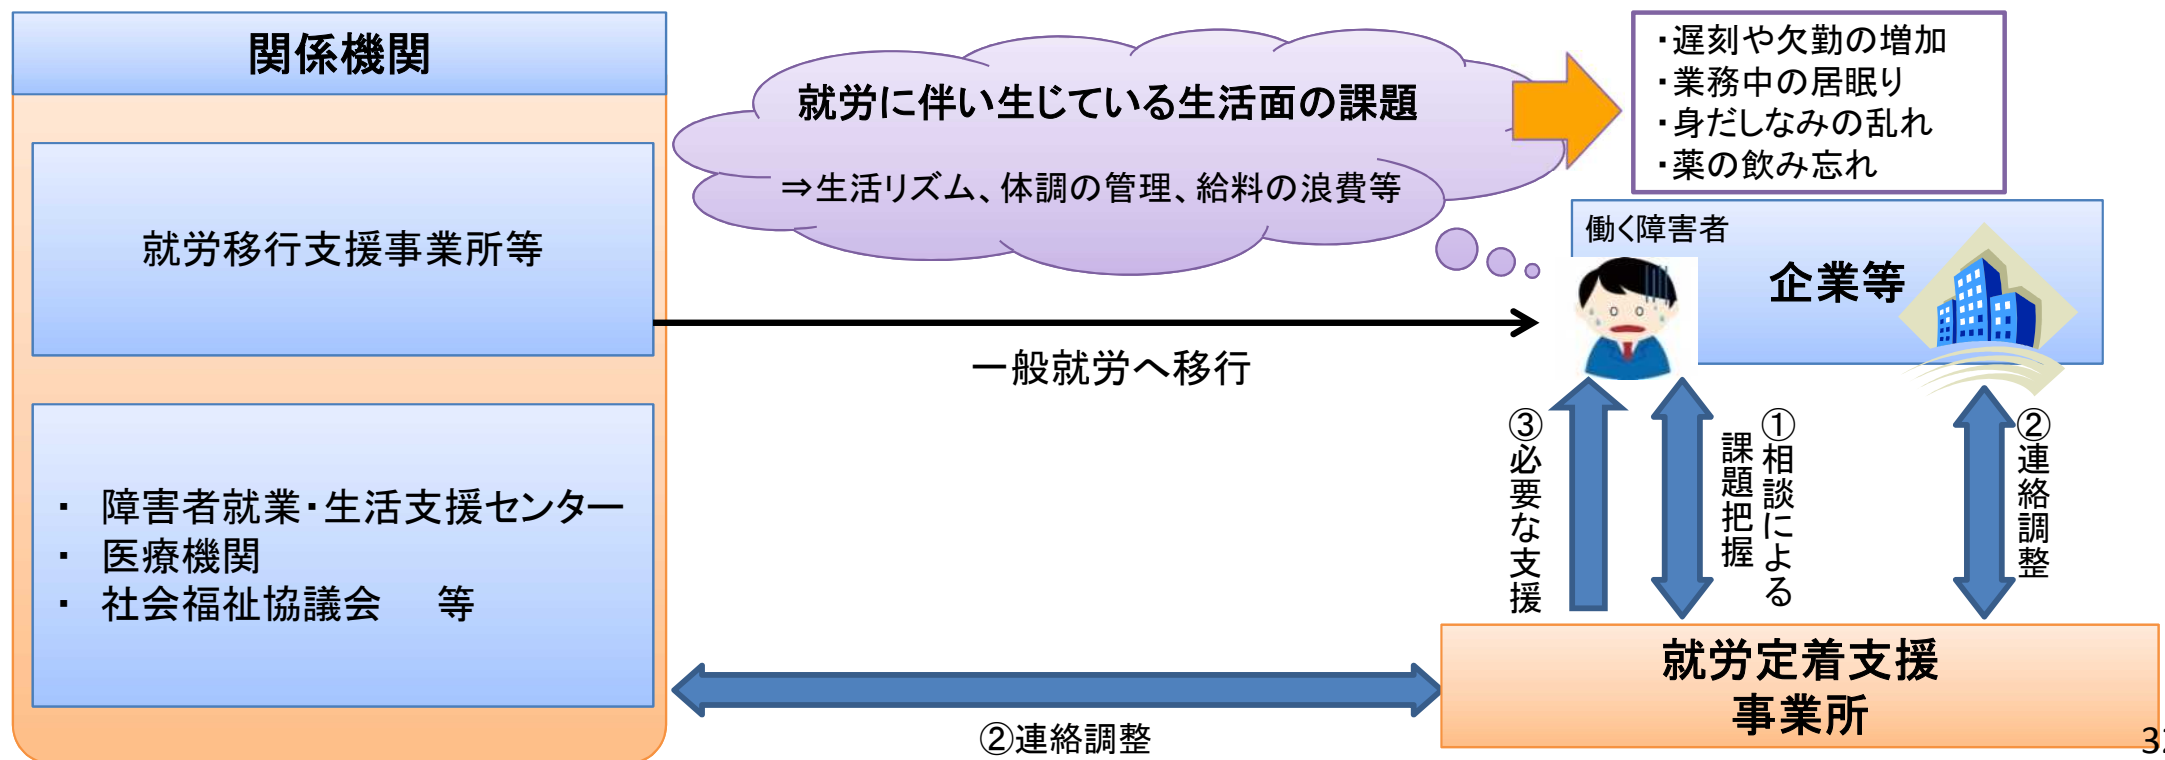 関係機関
就労移行支援事業所等
・ 障害者就業・生活支援センター
・ 医療機関
・ 社会福祉協議会 等
就労に伴い生じている生活面の課題
⇒生活リズム、体調の管理、給料の浪費等
・遅刻や欠勤の増加
・業務中の居眠り
・身だしなみの乱れ
・薬の飲み忘れ
働く障害者
企業等
一般就労へ移行
③必要な支援
①相談による
課題把握
②連絡調整
②連絡調整
就労定着支援
事業所